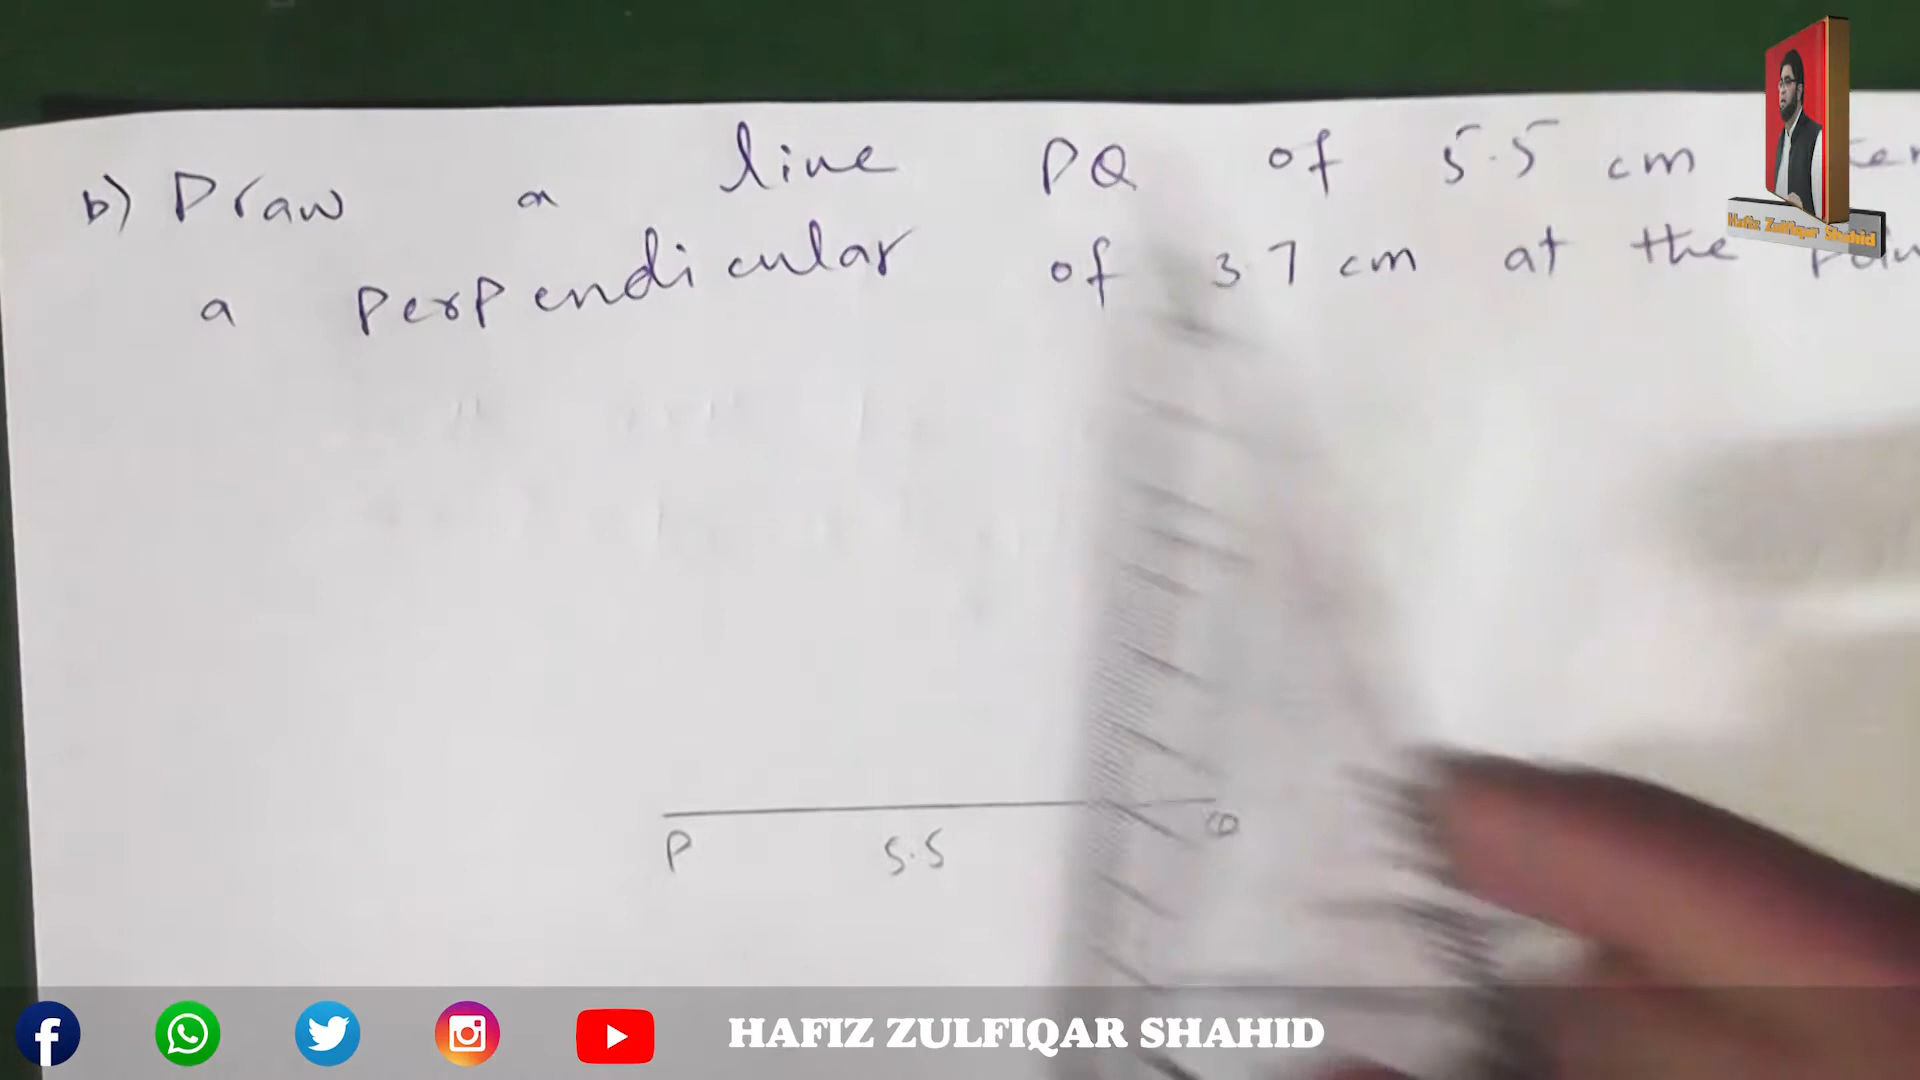 b) Draw a line PQ of 5.5 cm
a perpendicular of 3.7 cm at the
P 5.5 Q
Hafiz Zulfiqar Shahid
HAFIZ ZULFIQAR SHAHID